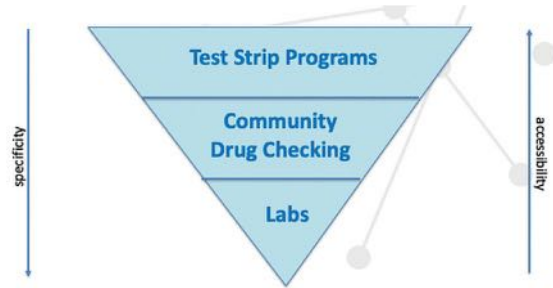 Test Strip Programs
Community
Drug Checking
Labs
specificity
accessibility